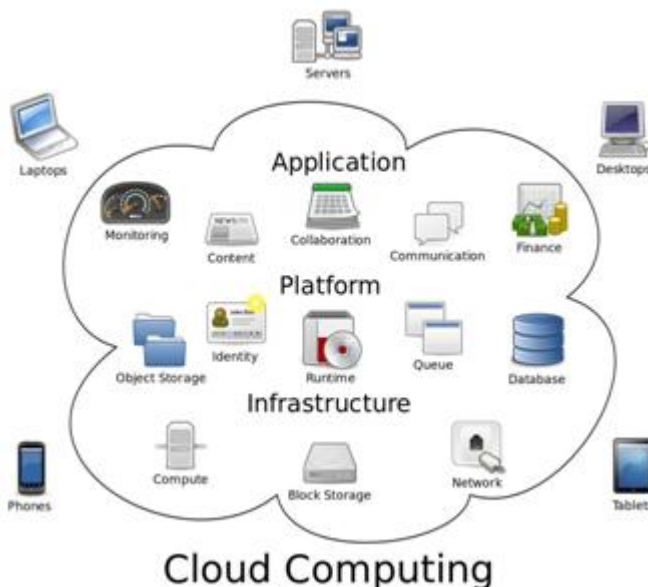 Servers
Laptops
Desktops
Application
Monitoring
NEWS
Content
Collaboration
Communication
Finance
Platform
Object Storage
Identity
Runtime
Queue
Database
Infrastructure
Compute
Block Storage
Network
Phones
Tablets
Cloud Computing